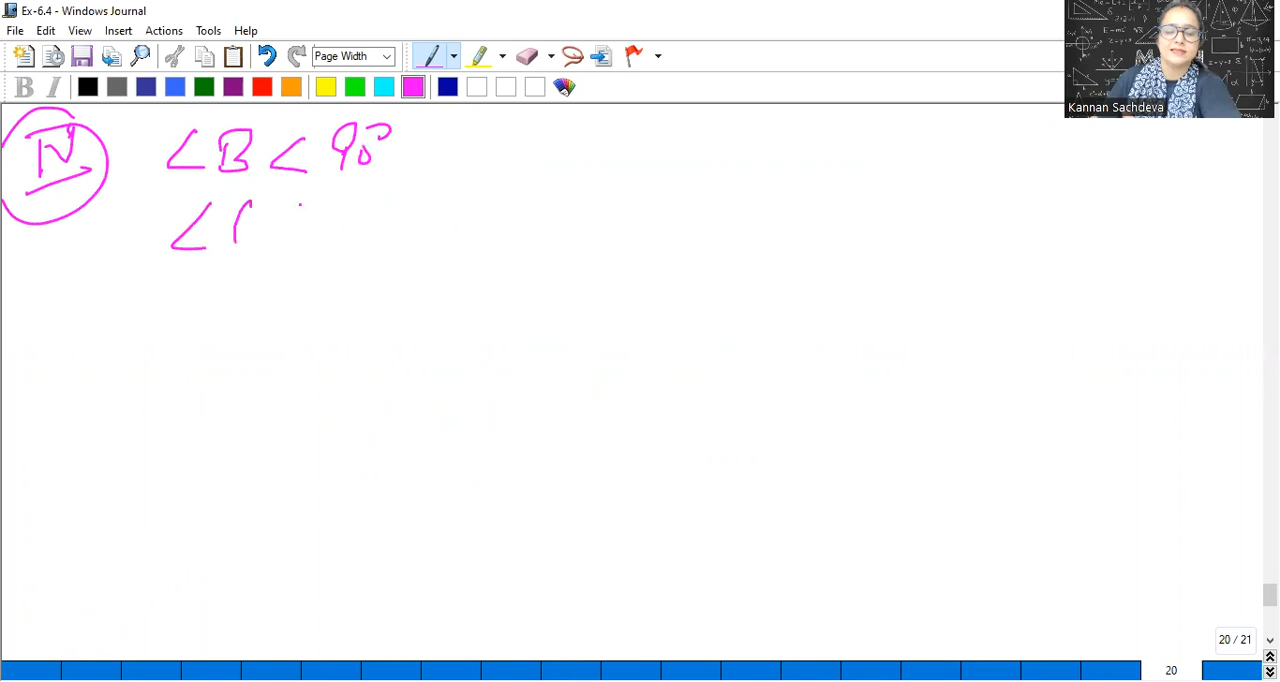 Ex-6.4 - Windows Journal
File Edit View Insert Actions Tools Help
Page Width
B I
Kannan Sachdeva
IV ∠B < 90°
∠C
20 / 21
20